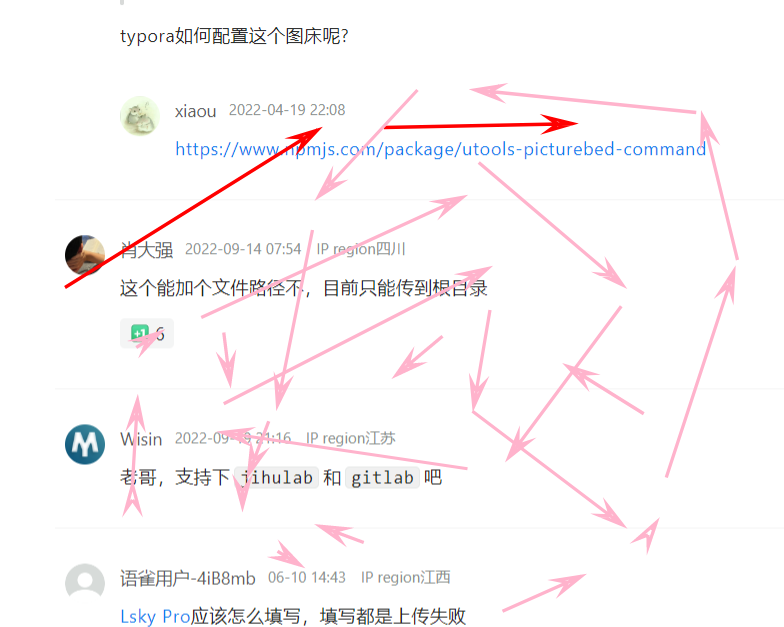 typora如何配置这个图床呢?
xiaou 2022-04-19 22:08
https://www.npmjs.com/package/utools-picturebed-command
肖大强 2022-09-14 07:54 IP region四川
这个能加个文件路径不，目前只能传到根目录
+1 6
Wisin 2022-09-19 21:16 IP region江苏
老哥，支持下 jihulab 和 gitlab 吧
语雀用户-4iB8mb 06-10 14:43 IP region江西
Lsky Pro应该怎么填写，填写都是上传失败